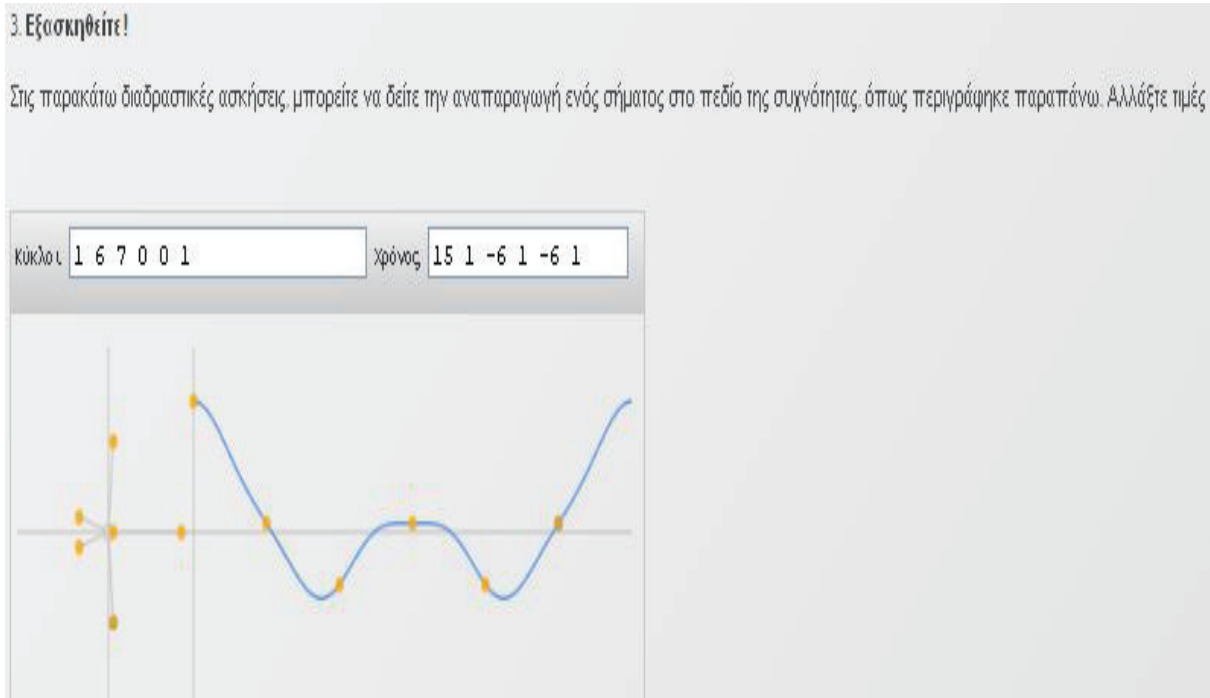 3. Εξασκηθείτε!
Στις παρακάτω διαδραστικές ασκήσεις, μπορείτε να δείτε την αναπαραγωγή ενός σήματος στο πεδίο της συχνότητας, όπως περιγράφηκε παραπάνω. Αλλάξτε τιμές
Κύκλοι 1 6 7 0 0 1 Χρόνος 15 1 -6 1 -6 1